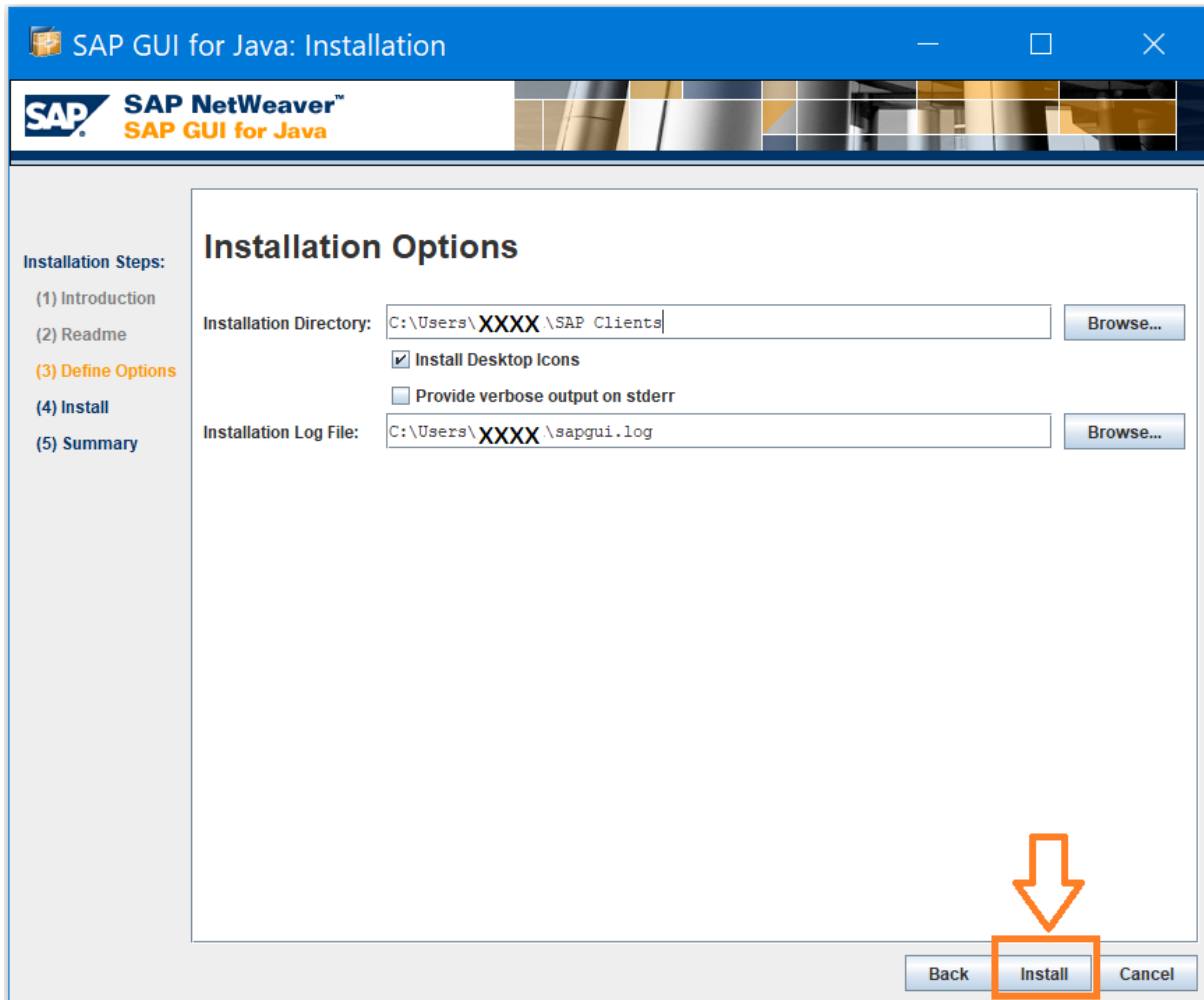 SAP GUI for Java: Installation
SAP
SAP NetWeaver™
SAP GUI for Java
Installation Steps:
(1) Introduction
(2) Readme
(3) Define Options
(4) Install
(5) Summary
Installation Options
Installation Directory: C:\Users\XXXX\SAP Clients Browse...
Install Desktop Icons
Provide verbose output on stderr
Installation Log File: C:\Users\XXXX\sapgui.log Browse...
Back Install Cancel